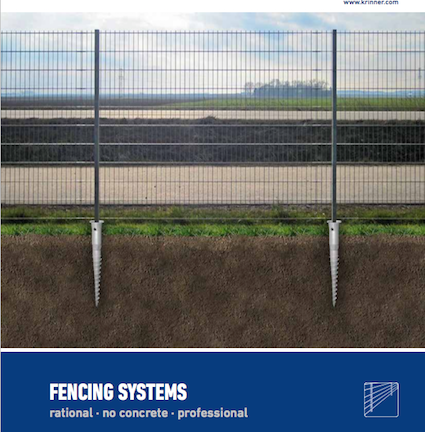 www.krinner.com
FENCING SYSTEMS
rational · no concrete · professional